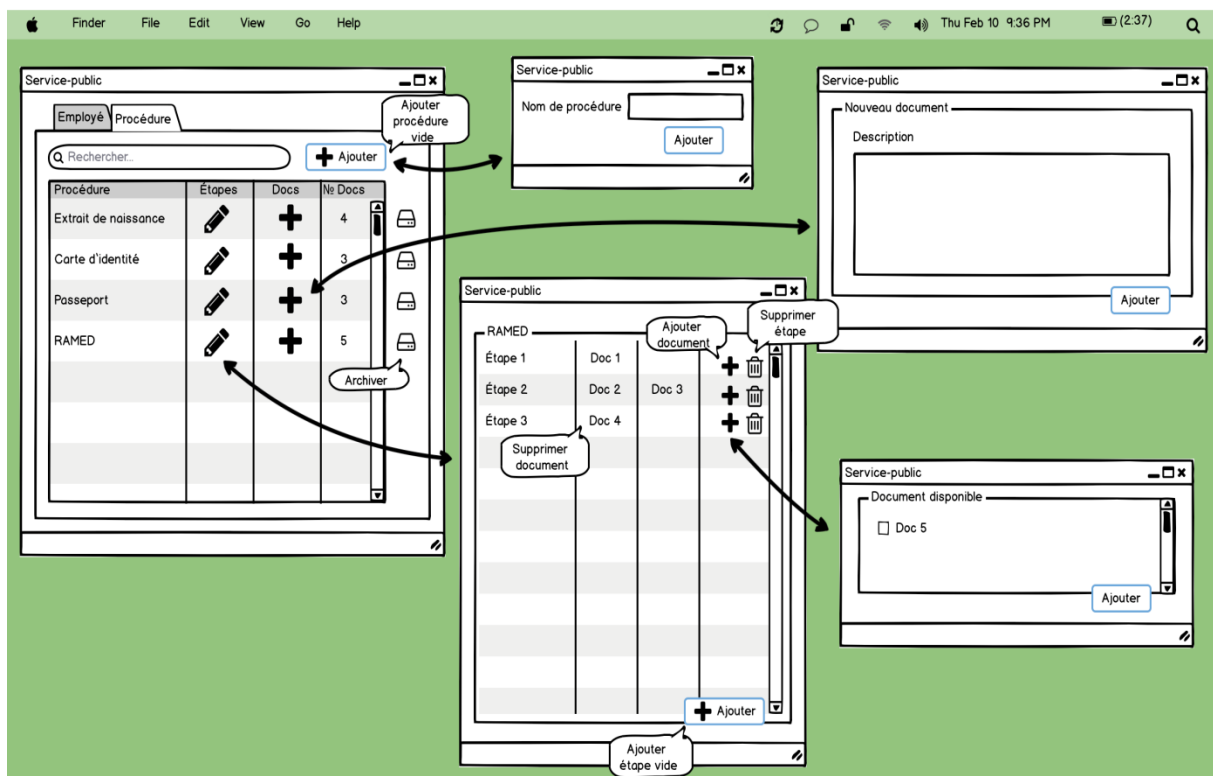 Finder File Edit View Go Help Thu Feb 10 9:36 PM (2:37)
Service-public
Employé Procédure
Ajouter
procédure
vide
Rechercher...
Ajouter
Procédure Étapes Docs № Docs
Extrait de naissance 4
Carte d'identité 3
Passeport 3
RAMED 5
Archiver
Service-public
Nom de procédure
Ajouter
Service-public
Nouveau document
Description
Ajouter
Service-public
RAMED
Ajouter
document
Supprimer
étape
Étape 1 Doc 1
Étape 2 Doc 2 Doc 3
Étape 3 Doc 4
Supprimer
document
Ajouter
Ajouter
étape vide
Service-public
Document disponible
Doc 5
Ajouter